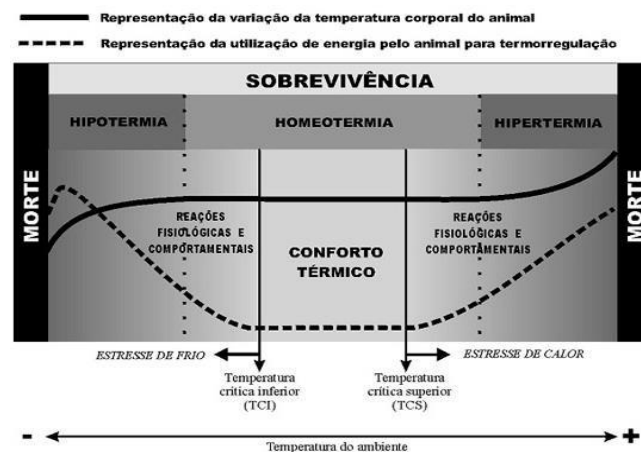 Representação da variação da temperatura corporal do animal
Representação da utilização de energia pelo animal para termorregulação
SOBREVIVÊNCIA
HIPOTERMIA
HOMEOTERMIA
HIPERTERMIA
MORTE
MORTE
REAÇÕES
FISIOLÓGICAS E
COMPORTAMENTAIS
CONFORTO
TÉRMICO
REAÇÕES
FISIOLÓGICAS E
COMPORTAMENTAIS
ESTRESSE DE FRIO
ESTRESSE DE CALOR
Temperatura
crítica inferior
(TCI)
Temperatura
crítica superior
(TCS)
-
+
Temperatura do ambiente